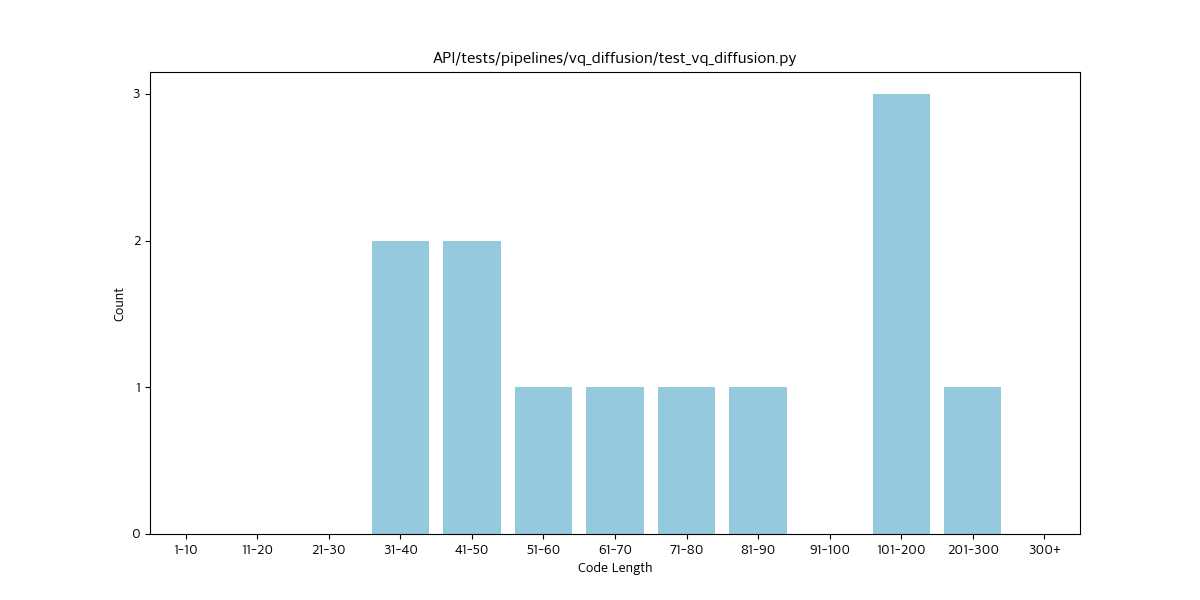 API/tests/pipelines/vq_diffusion/test_vq_diffusion.py
3
2
1
0
Count
1-10 11-20 21-30 31-40 41-50 51-60 61-70 71-80 81-90 91-100 101-200 201-300 300+
Code Length